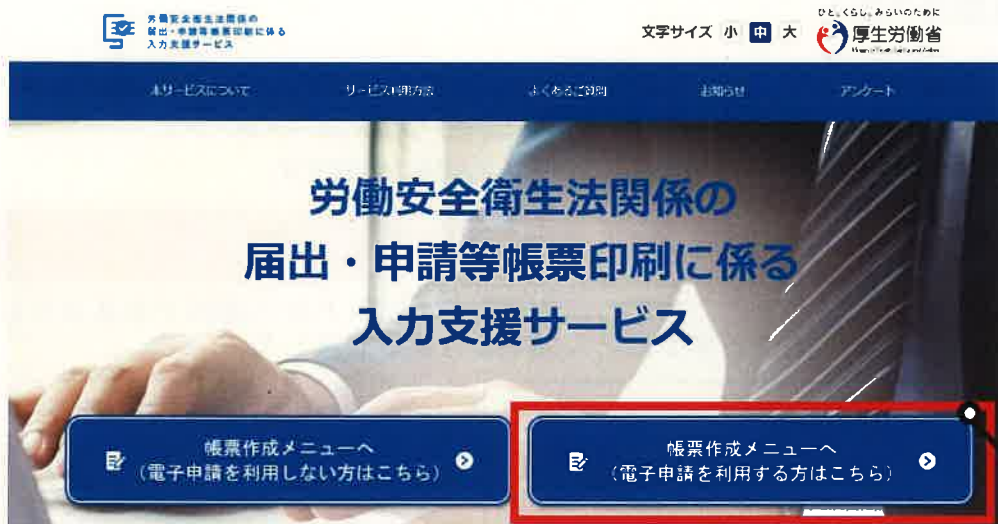 労働安全衛生法関係の
届出・申請等帳票印刷に係る
入力支援サービス
文字サイズ 小 中 大
ひと、くらし、みらいのために
厚生労働省
本サービスについて サービス利用方法 よくあるご質問 お知らせ アンケート
労働安全衛生法関係の
届出・申請等帳票印刷に係る
入力支援サービス
帳票作成メニューへ
(電子申請を利用しない方はこちら)
帳票作成メニューへ
(電子申請を利用する方はこちら)